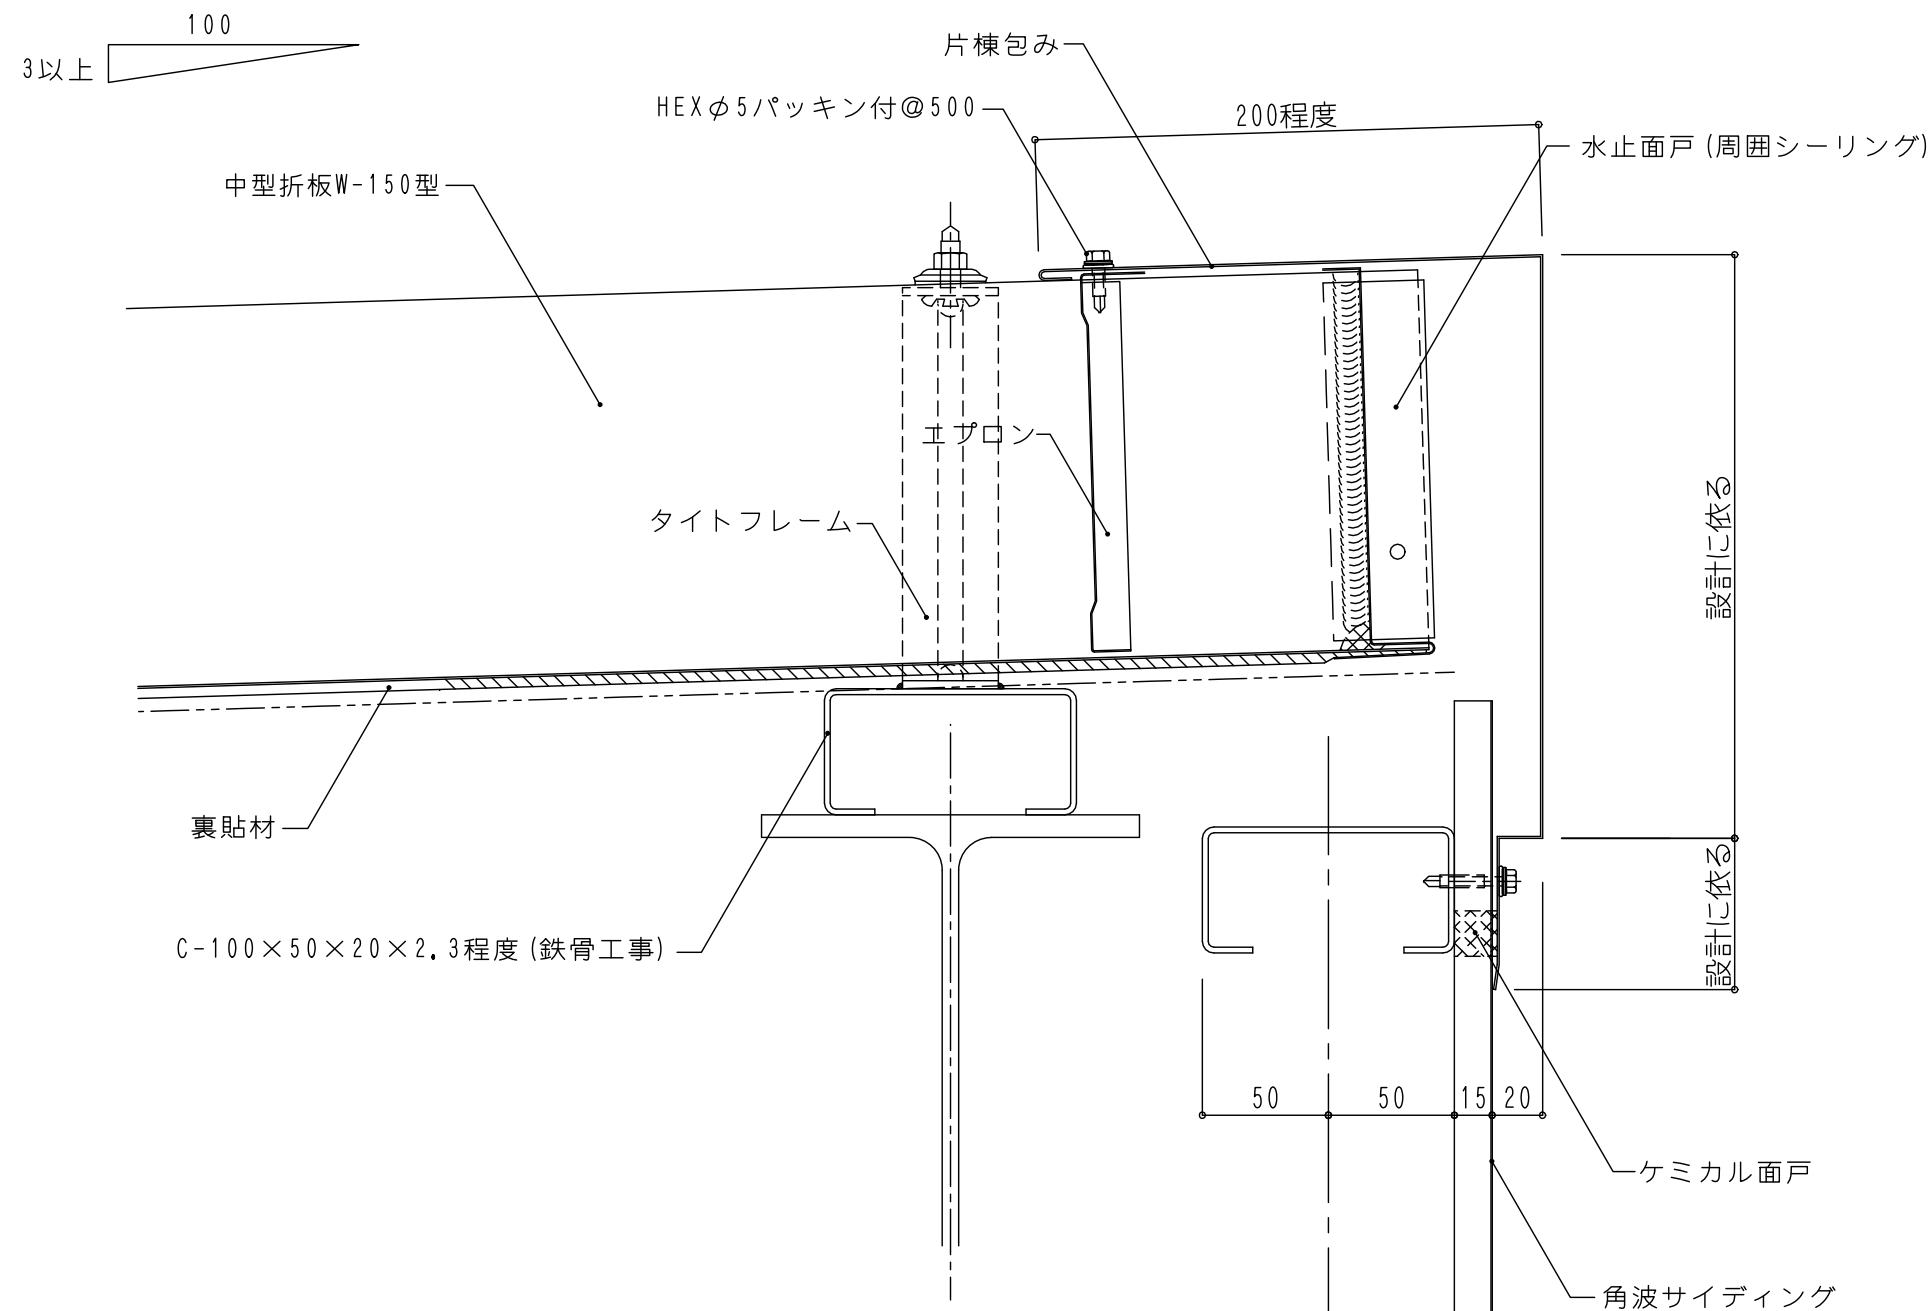 100
3以上
片棟包み
HEXφ5パッキン付@500
200程度
水止面戸(周囲シーリング)
中型折板W-150型
エプロン
タイトフレーム
設計に依る
裏貼材
設計に依る
C-100×50×20×2.3程度(鉄骨工事)
50
50
15
20
ケミカル面戸
角波サイディング